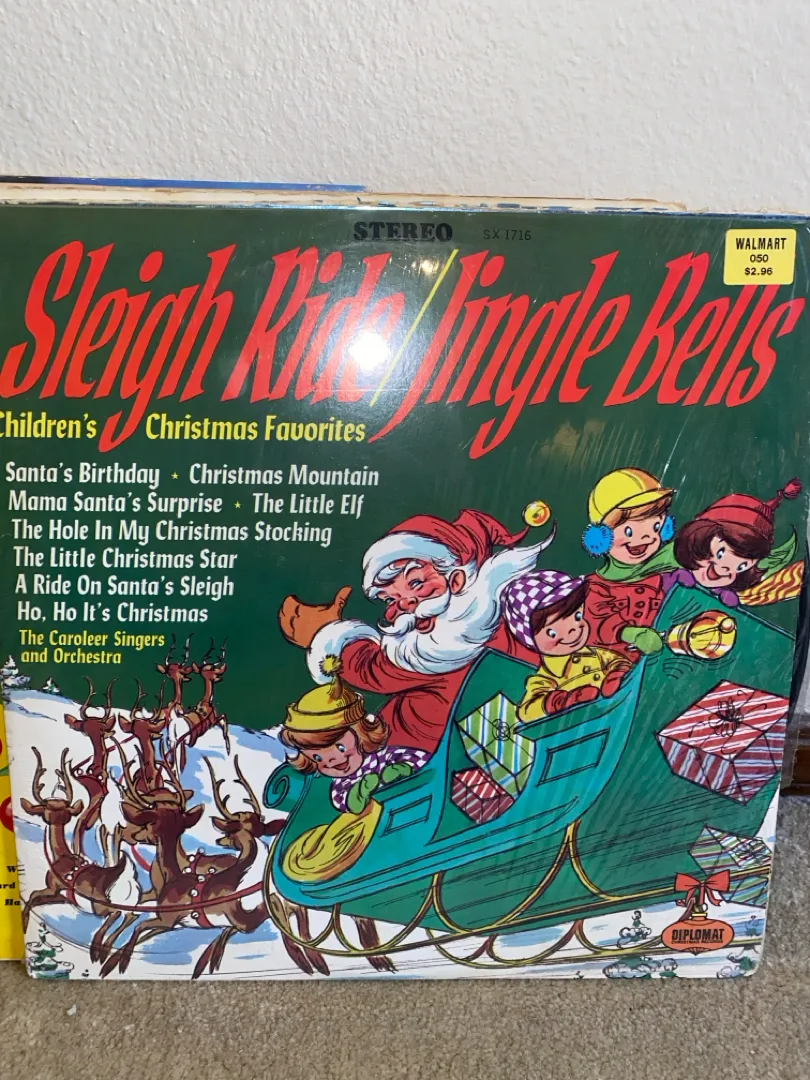 STEREO SX 1716
WALMART
050
$2.96
Sleigh Ride/Jingle Bells
Children's Christmas Favorites
Santa's Birthday ★ Christmas Mountain
Mama Santa's Surprise ★ The Little Elf
The Hole In My Christmas Stocking
The Little Christmas Star
A Ride On Santa's Sleigh
Ho, Ho It's Christmas
The Caroleer Singers
and Orchestra
DIPLOMAT
CHRISTMAS RECORDS